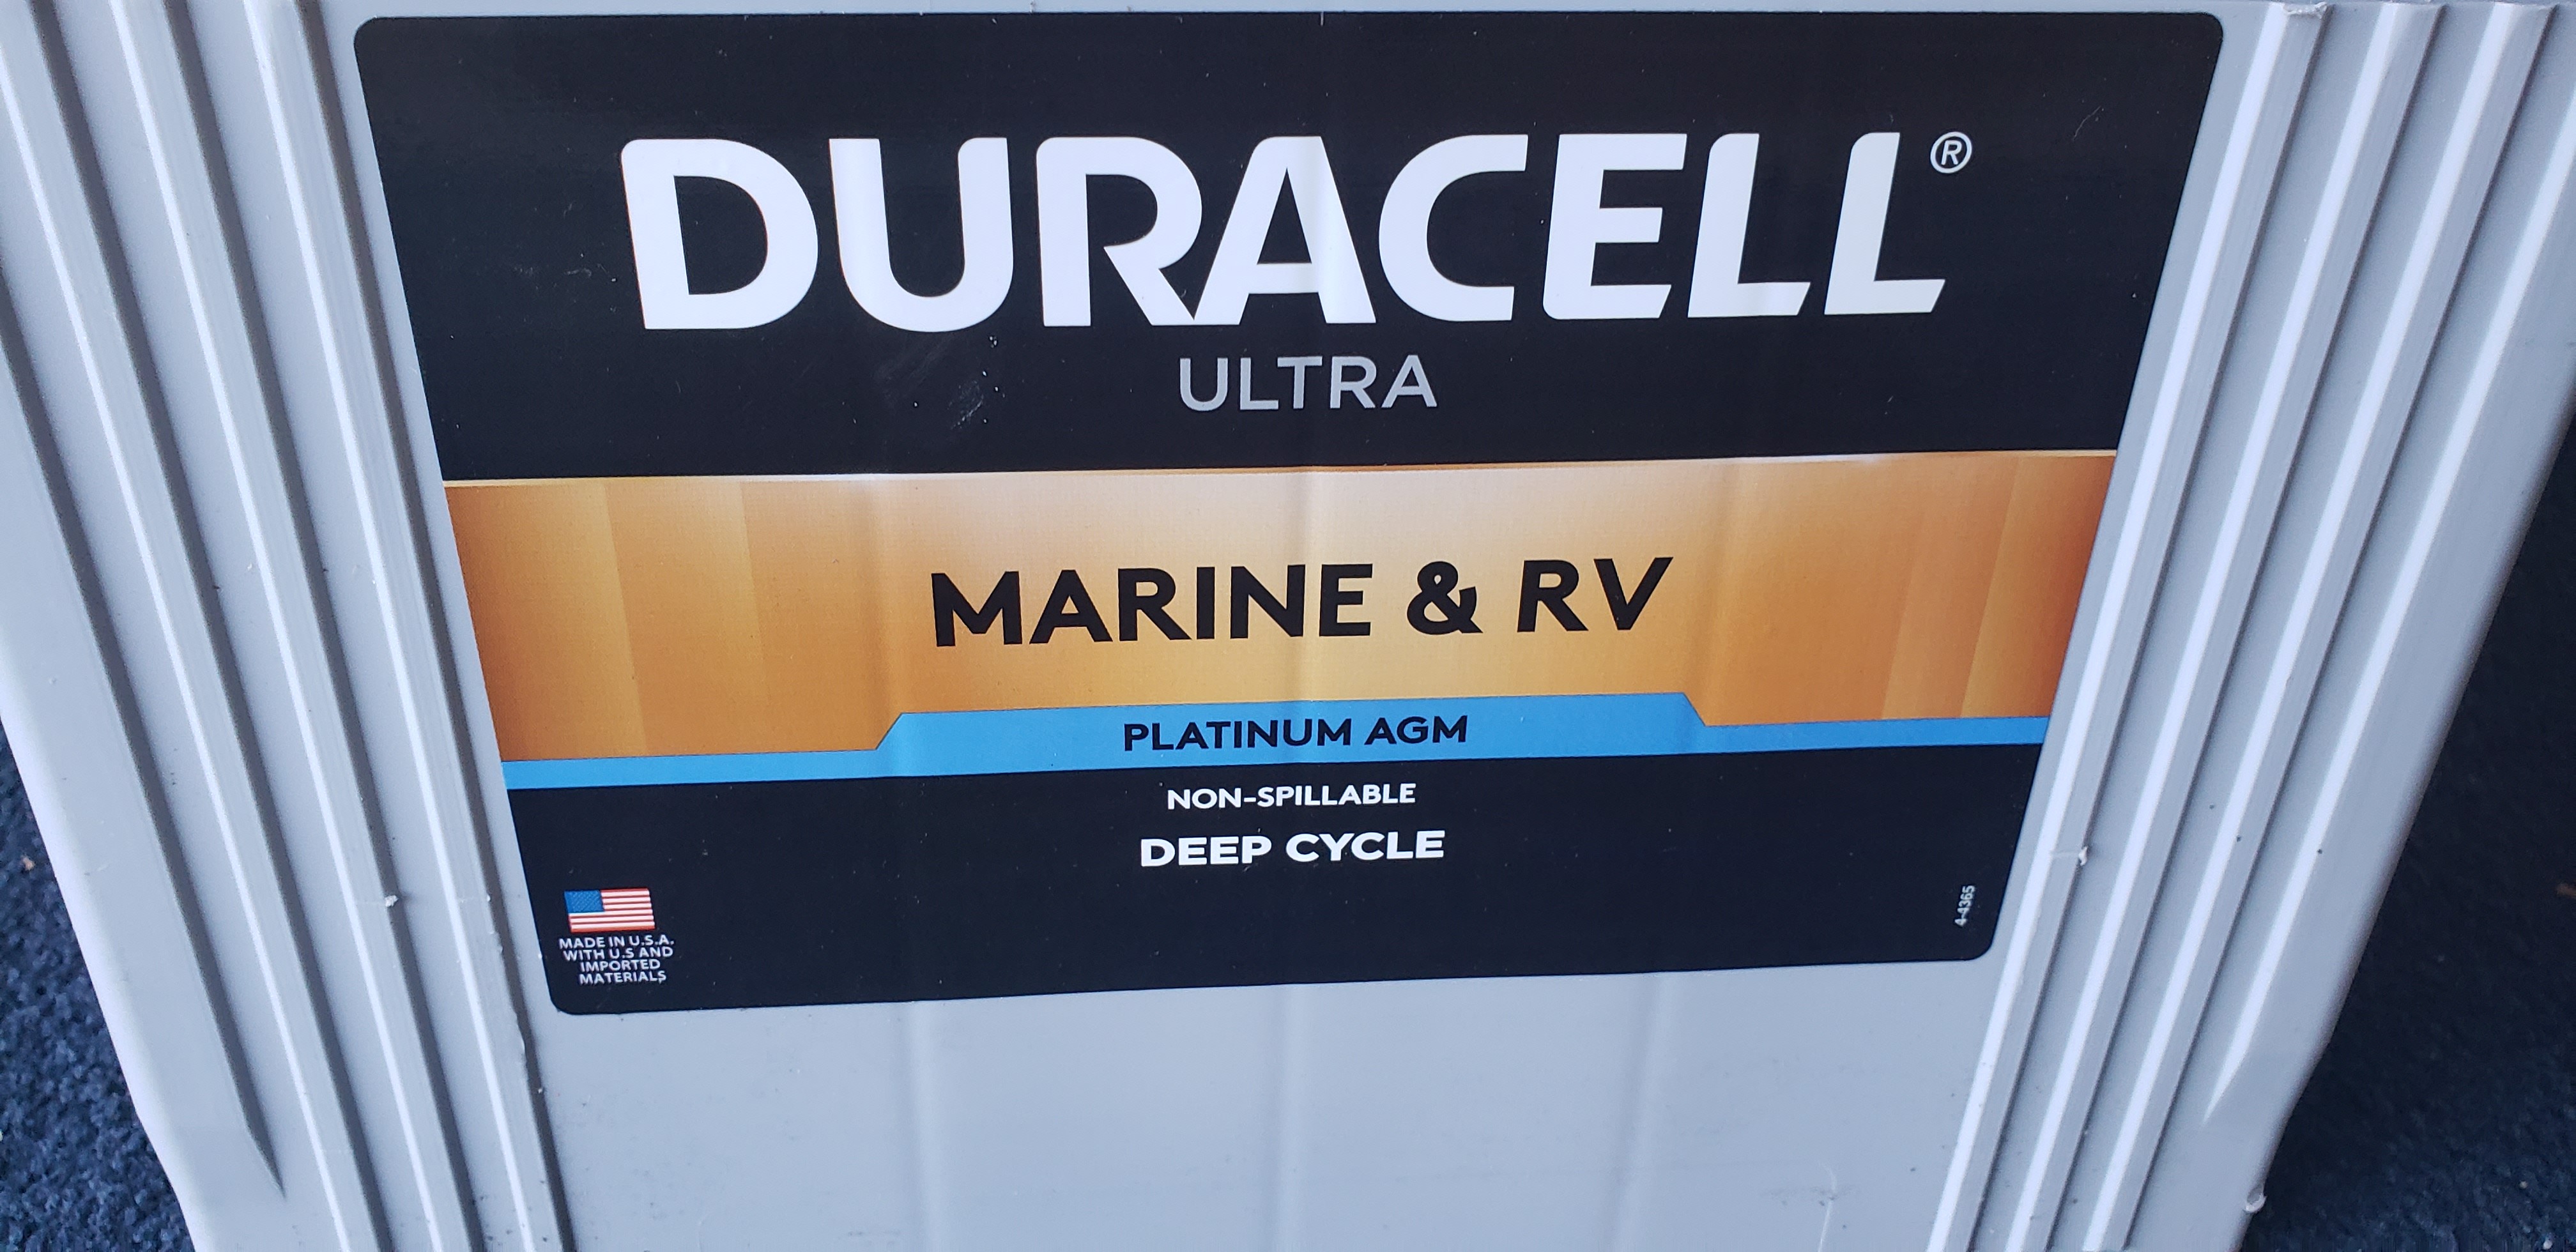 DURACELL®
ULTRA
MARINE & RV
PLATINUM AGM
NON-SPILLABLE
DEEP CYCLE
MADE IN U.S.A.
WITH U.S AND
IMPORTED
MATERIALS
4-4365